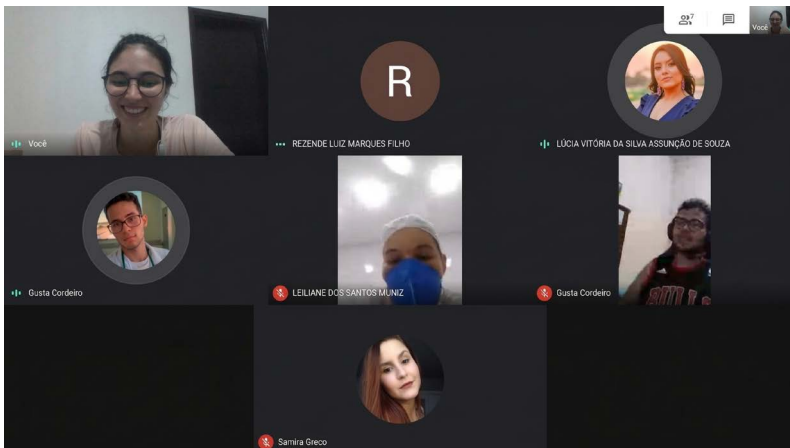 7
Você
Você
R
REZENDE LUIZ MARQUES FILHO
LÚCIA VITÓRIA DA SILVA ASSUNÇÃO DE SOUZA
Gusta Cordeiro
LEILIANE DOS SANTOS MUNIZ
Gusta Cordeiro
BULLS
Samira Greco